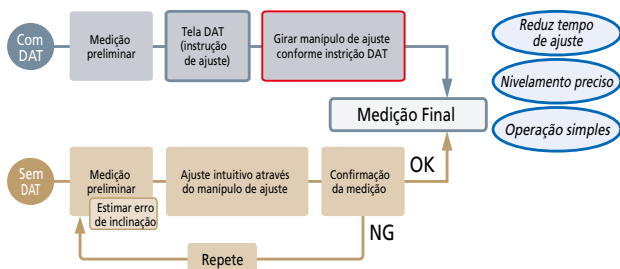 Com
DAT
Medição
preliminar
Tela DAT
(instrução
de ajuste)
Girar manípulo de ajuste
conforme instrição DAT
Reduz tempo
de ajuste
Nivelamento preciso
Operação simples
Medição Final
Sem
DAT
Medição
preliminar
Estimar erro
de inclinação
Ajuste intuitivo através
do manípulo de ajuste
Confirmação
da medição
OK
NG
Repete